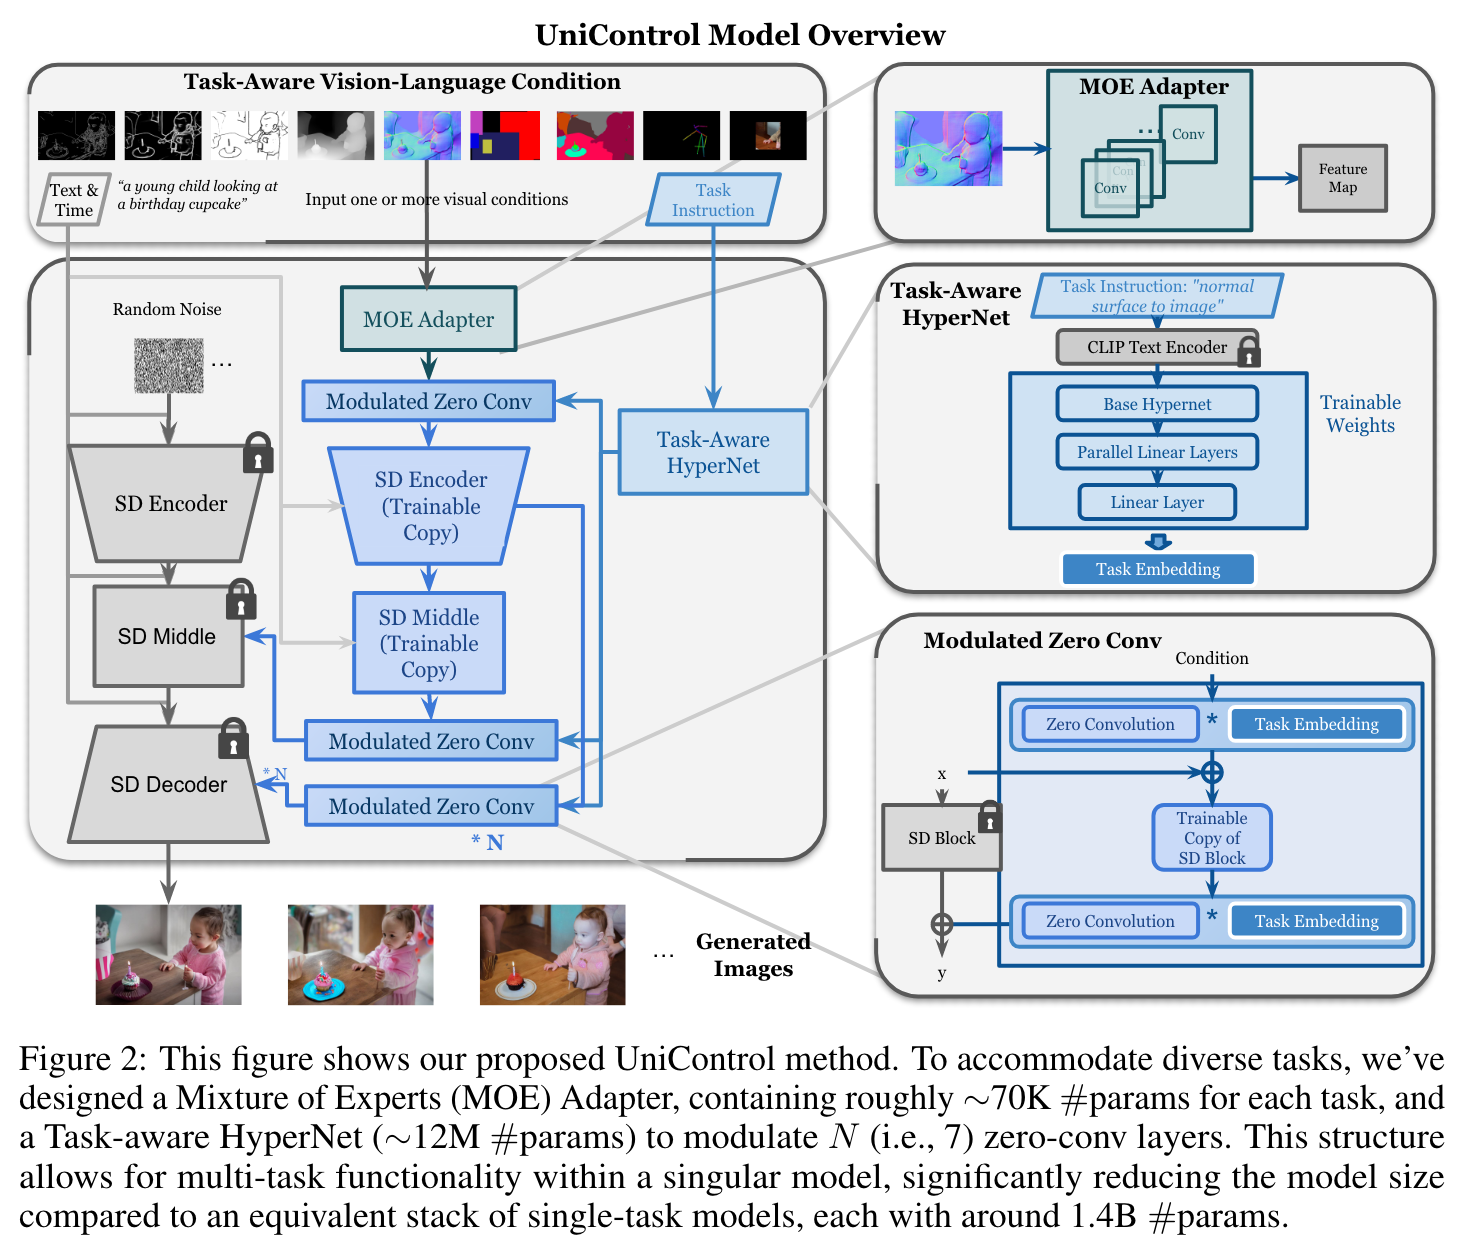 UniControl Model Overview
Task-Aware Vision-Language Condition
Text &
Time
“a young child looking at
a birthday cupcake”
Input one or more visual conditions
Task
Instruction
Random Noise
...
MOE Adapter
Modulated Zero Conv
SD Encoder
SD Encoder
(Trainable
Copy)
Task-Aware
HyperNet
SD Middle
SD Middle
(Trainable
Copy)
Modulated Zero Conv
SD Decoder
* N
Modulated Zero Conv
* N
...
Generated
Images
MOE Adapter
...
Conv
Con
Conv
Feature
Map
Task-Aware
HyperNet
Task Instruction: "normal
surface to image"
CLIP Text Encoder
Base Hypernet
Parallel Linear Layers
Linear Layer
Trainable
Weights
Task Embedding
Modulated Zero Conv
Condition
Zero Convolution * Task Embedding
x
SD Block
Trainable
Copy of
SD Block
Zero Convolution * Task Embedding
y
Figure 2: This figure shows our proposed UniControl method. To accommodate diverse tasks, we’ve
designed a Mixture of Experts (MOE) Adapter, containing roughly ∼70K #params for each task, and
a Task-aware HyperNet (∼12M #params) to modulate N (i.e., 7) zero-conv layers. This structure
allows for multi-task functionality within a singular model, significantly reducing the model size
compared to an equivalent stack of single-task models, each with around 1.4B #params.